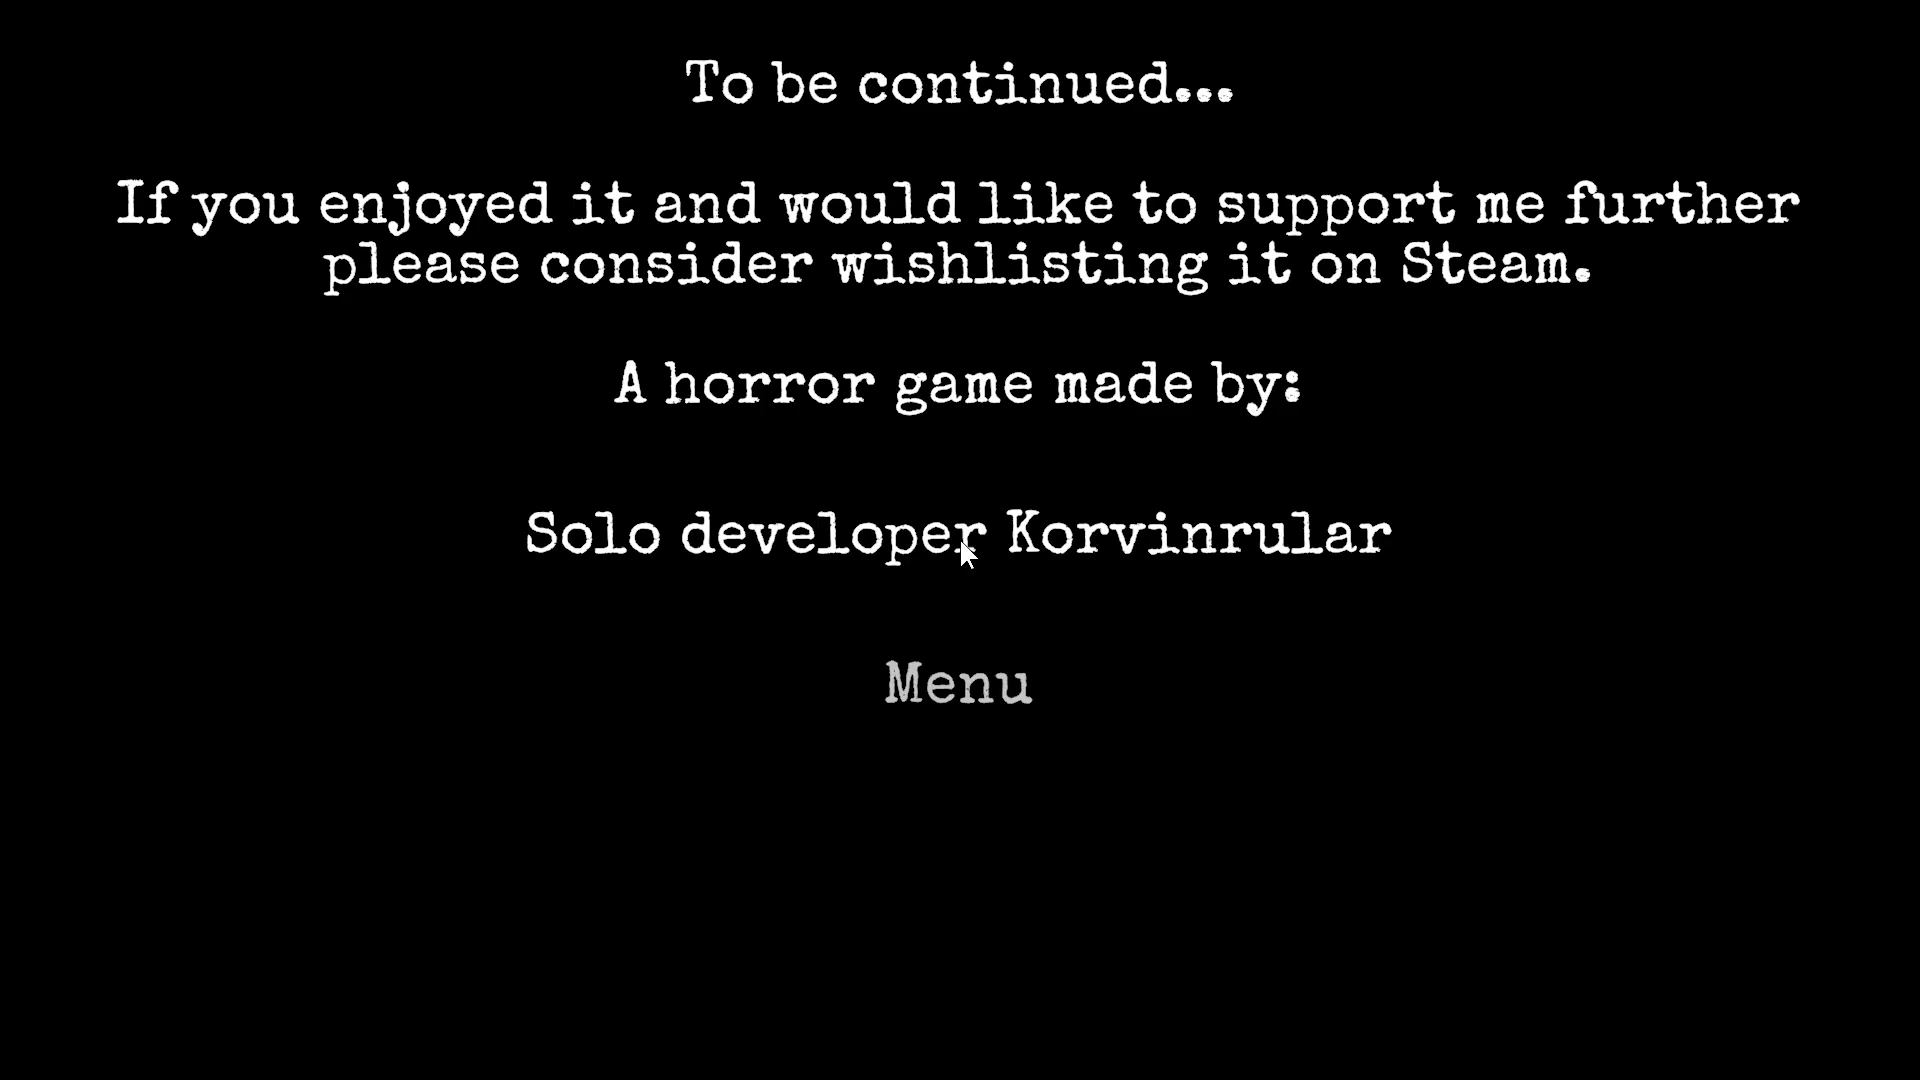 To be continued...
If you enjoyed it and would like to support me further
please consider wishlisting it on Steam.
A horror game made by:
Solo developer Korvinrular
Menu